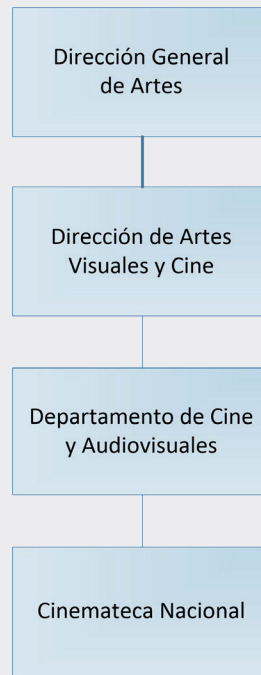 Dirección General
de Artes
Dirección de Artes
Visuales y Cine
Departamento de Cine
y Audiovisuales
Cinemateca Nacional